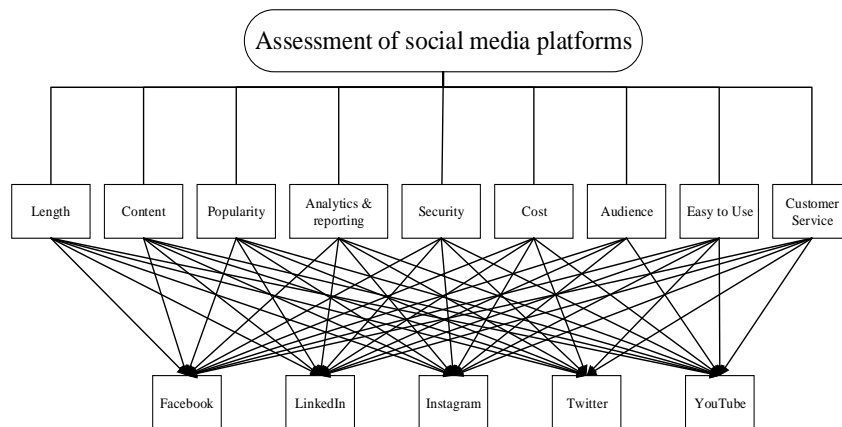 Assessment of social media platforms
Length
Content
Popularity
Analytics &
reporting
Security
Cost
Audience
Easy to Use
Customer
Service
Facebook
LinkedIn
Instagram
Twitter
YouTube